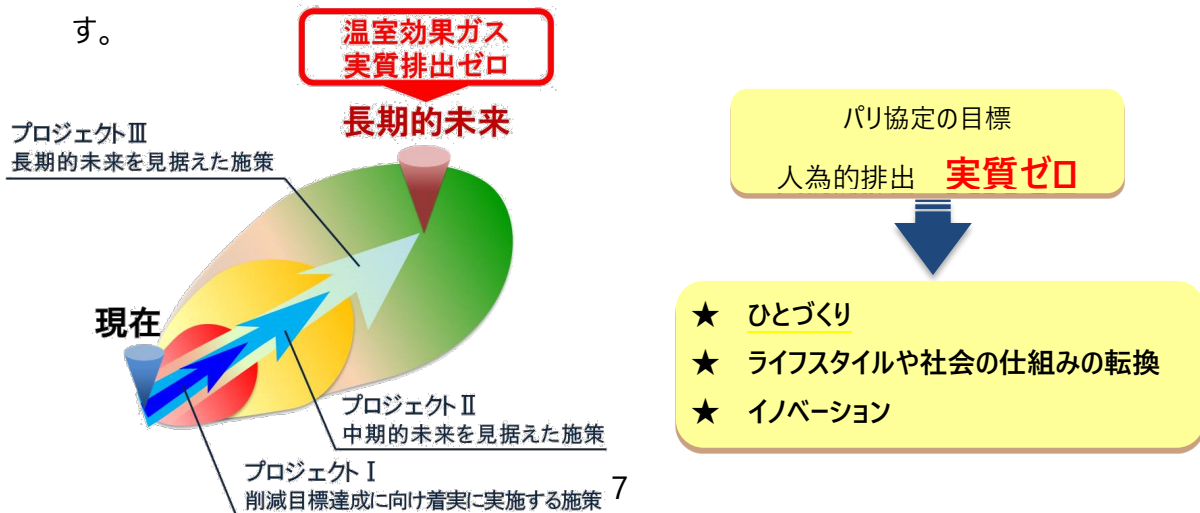 す。
温室効果ガス
実質排出ゼロ
長期的未来
プロジェクトⅢ
長期的未来を見据えた施策
現在
プロジェクトⅡ
中期的未来を見据えた施策
プロジェクトⅠ
削減目標達成に向け着実に実施する施策
パリ協定の目標
人為的排出 実質ゼロ
★ ひとづくり
★ ライフスタイルや社会の仕組みの転換
★ イノベーション
7